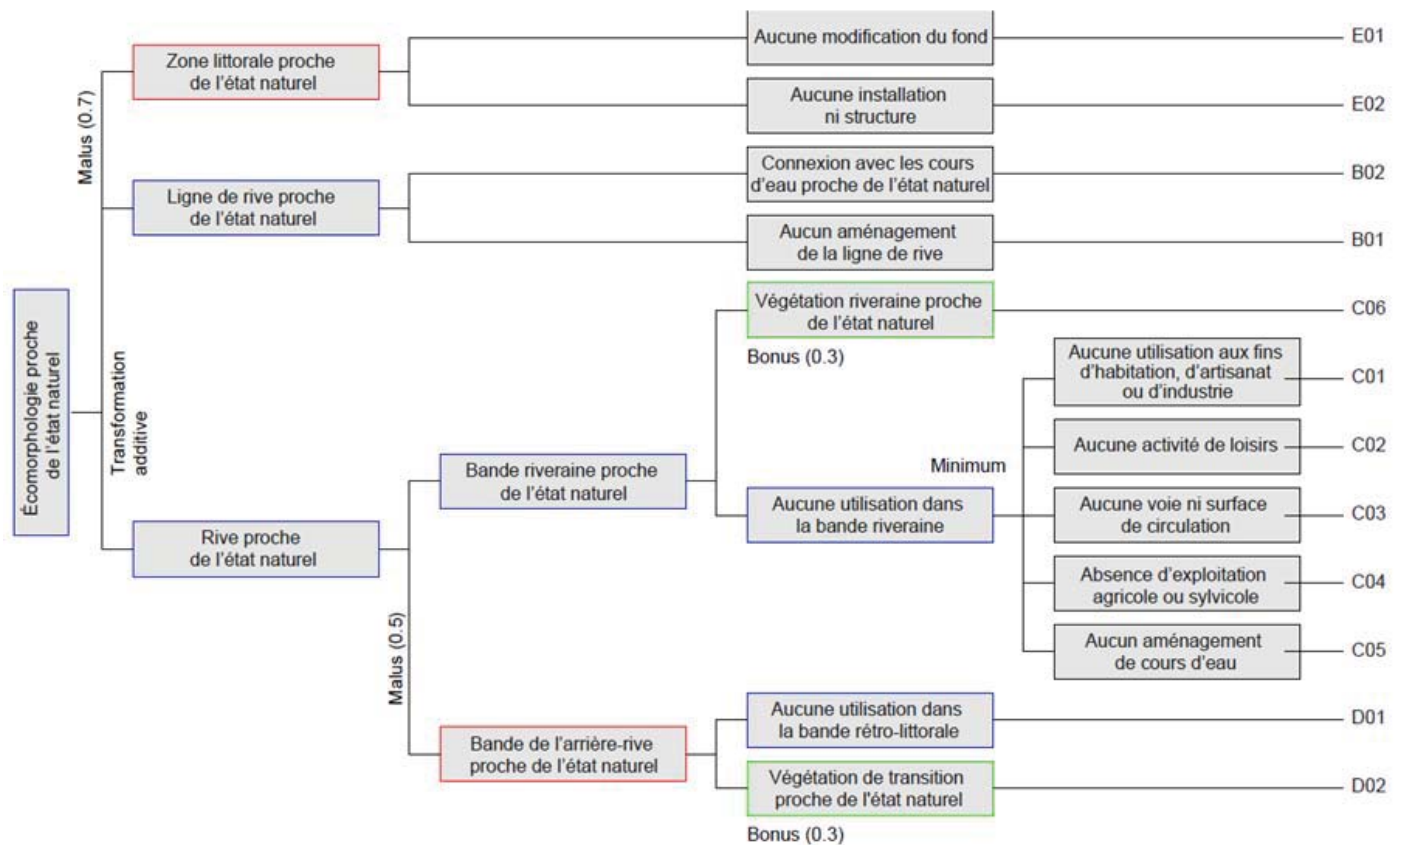 Aucune modification du fond
E01
Zone littorale proche
de l’état naturel
Malus (0.7)
Aucune installation
ni structure
E02
Connexion avec les cours
d’eau proche de l’état naturel
B02
Ligne de rive proche
de l’état naturel
Aucun aménagement
de la ligne de rive
B01
Végétation riveraine proche
de l’état naturel
C06
Bonus (0.3)
Écomorphologie proche
de l’état naturel
Transformation
additive
Aucune utilisation aux fins
d’habitation, d’artisanat
ou d’industrie
C01
Aucune activité de loisirs
C02
Minimum
Bande riveraine proche
de l’état naturel
Aucune utilisation dans
la bande riveraine
Aucune voie ni surface
de circulation
C03
Rive proche
de l’état naturel
Absence d’exploitation
agricole ou sylvicole
C04
Malus (0.5)
Aucun aménagement
de cours d’eau
C05
Aucune utilisation dans
la bande rétro-littorale
D01
Bande de l’arrière-rive
proche de l’état naturel
Végétation de transition
proche de l'état naturel
D02
Bonus (0.3)